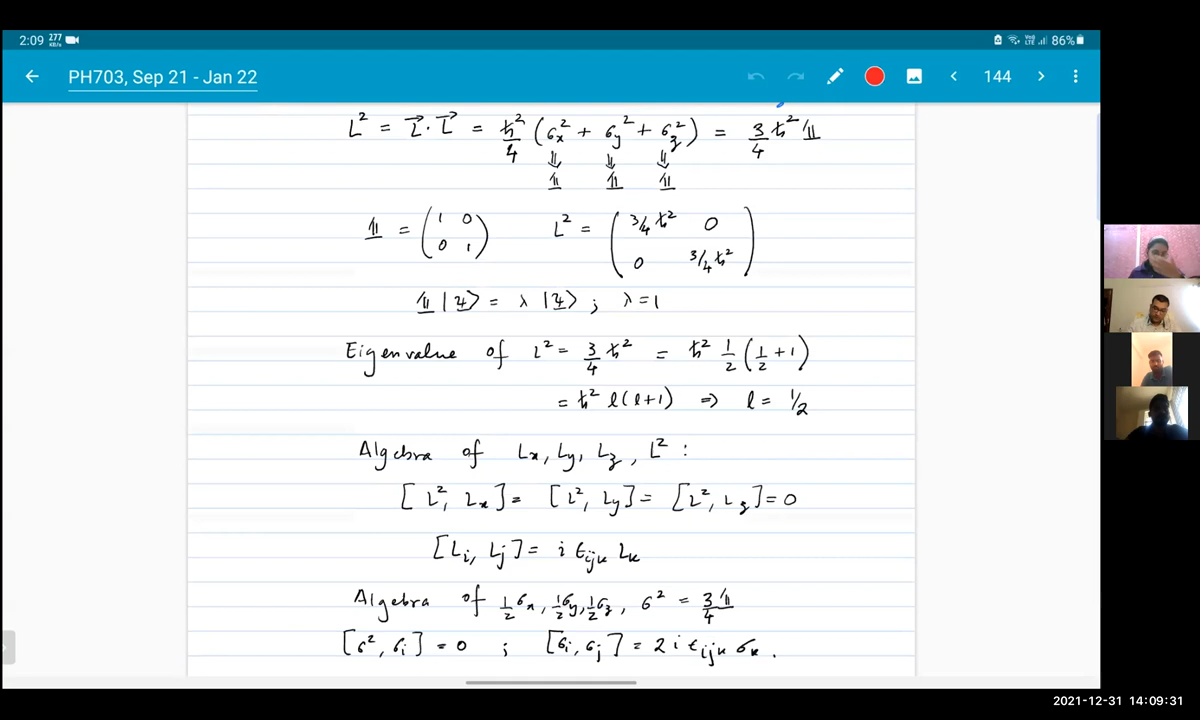 2:09 277 KB/s 86%
PH703, Sep 21 - Jan 22 144
L² = L⃗ · L⃗ = ħ²/4 (σx² + σy² + σz²) = 3/4 ħ² 𝟙
⇓ ⇓ ⇓
𝟙 𝟙 𝟙
𝟙 = (1 0; 0 1) L² = (3/4 ħ² 0; 0 3/4 ħ²)
𝟙 |ψ> = λ |ψ> ; λ = 1
Eigenvalue of L² = 3/4 ħ² = ħ² 1/2 (1/2 + 1)
= ħ² l(l+1) ⇒ l = 1/2
Algebra of Lx, Ly, Lz, L² :
[L², Lx] = [L², Ly] = [L², Lz] = 0
[Li, Lj] = i ϵijk Lk
Algebra of 1/2 σx, 1/2 σy, 1/2 σz, σ² = 3/4 𝟙
[σ², σi] = 0 ; [σi, σj] = 2 i ϵijk σk.
2021-12-31 14:09:31